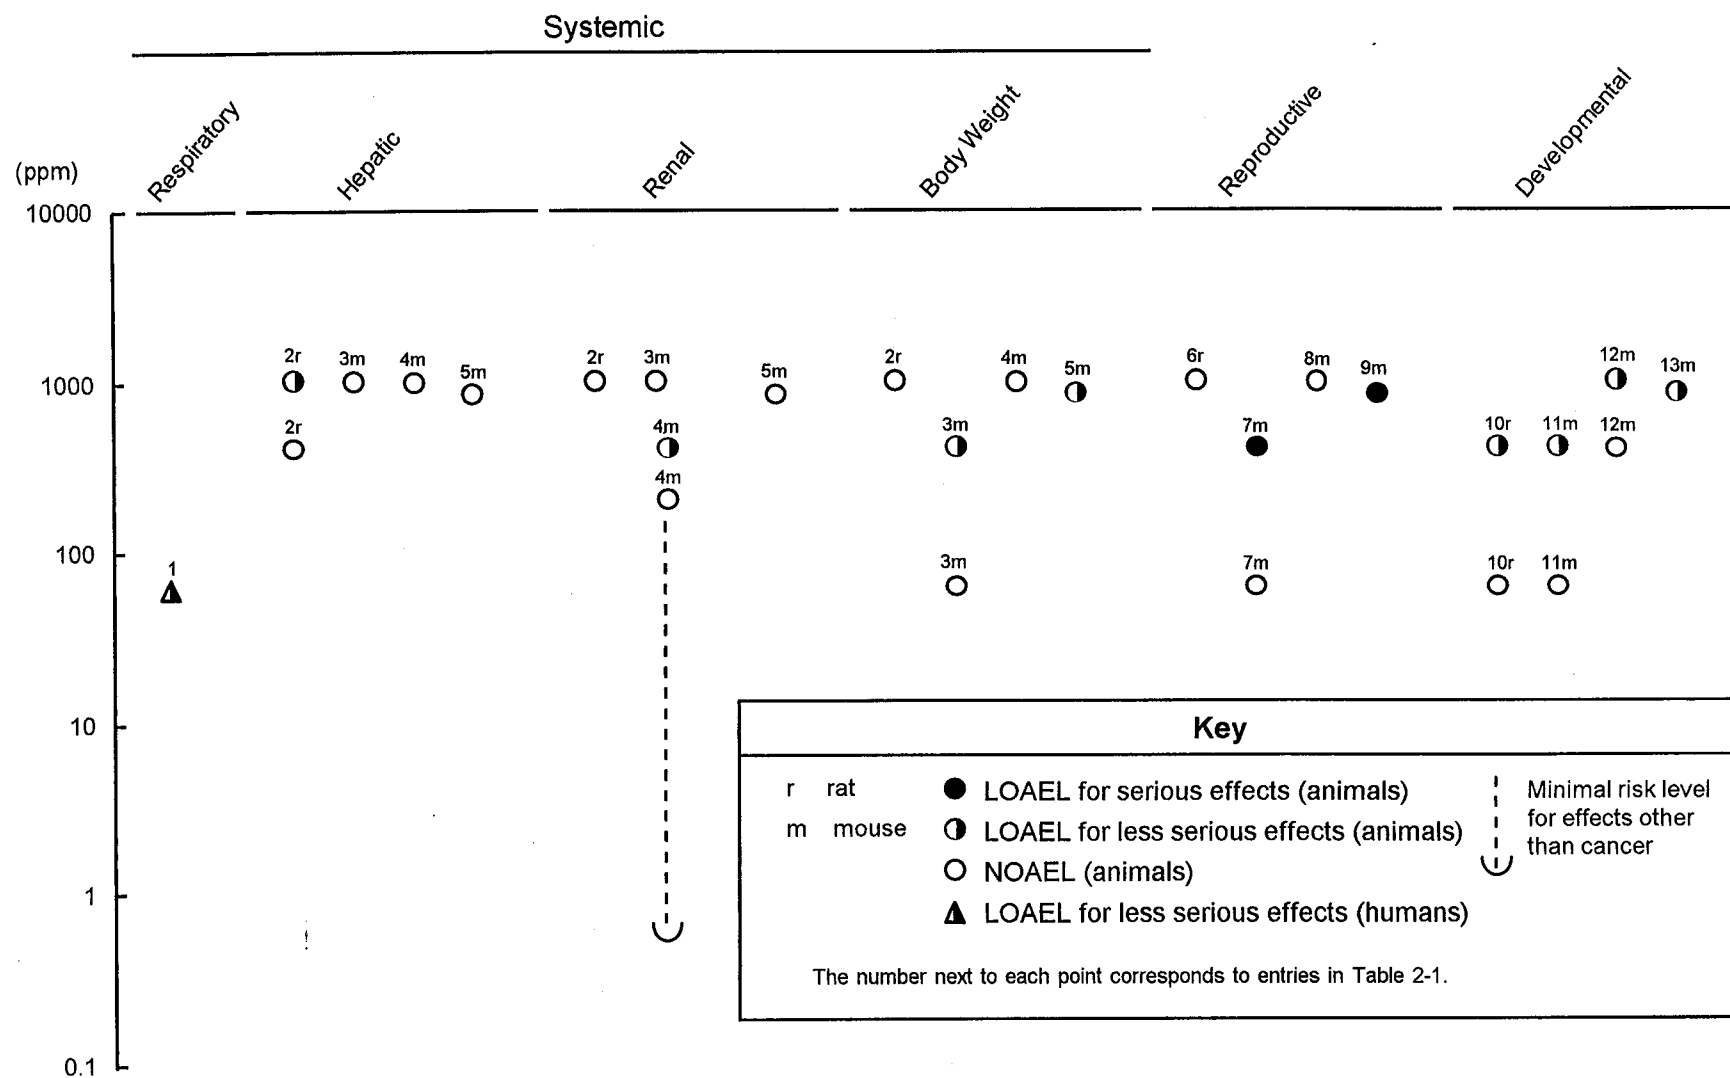 Systemic
Respiratory
Hepatic
Renal
Body Weight
Reproductive
Developmental
(ppm)
10000
2r 3m 4m 5m 2r 3m 5m 2r 4m 5m 6r 8m 9m 12m 13m
1000
2r 4m 3m 7m 10r 11m 12m
4m
100
1 3m 7m 10r 11m
10
1
0.1
Key
r rat
m mouse
LOAEL for serious effects (animals)
LOAEL for less serious effects (animals)
NOAEL (animals)
LOAEL for less serious effects (humans)
Minimal risk level
for effects other
than cancer
The number next to each point corresponds to entries in Table 2-1.